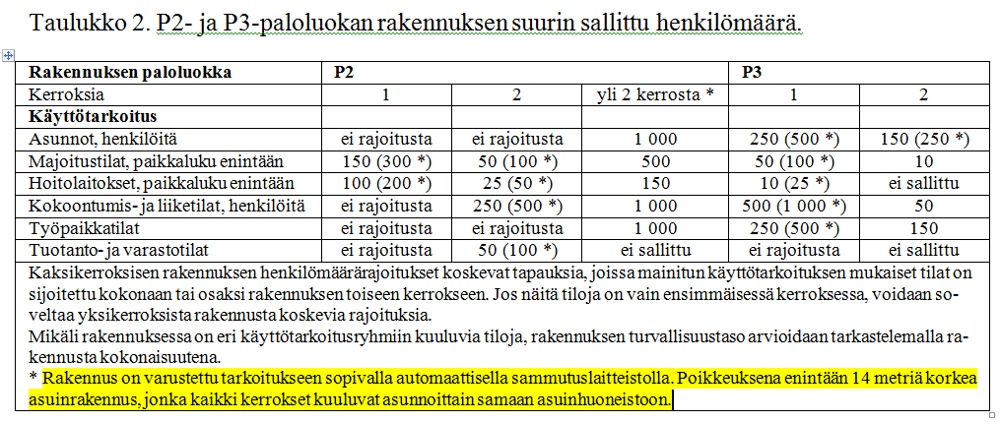 Taulukko 2. P2- ja P3-paloluokan rakennuksen suurin sallittu henkilömäärä.
Rakennuksen paloluokka P2 P3
Kerroksia 1 2 yli 2 kerrosta * 1 2
Käyttötarkoitus
Asunnot, henkilöitä ei rajoitusta ei rajoitusta 1 000 250 (500 *) 150 (250 *)
Majoitustilat, paikkaluku enintään 150 (300 *) 50 (100 *) 500 50 (100 *) 10
Hoitolaitokset, paikkaluku enintään 100 (200 *) 25 (50 *) 150 10 (25 *) ei sallittu
Kokoontumis- ja liiketilat, henkilöitä ei rajoitusta 250 (500 *) 1 000 500 (1 000 *) 50
Työpaikkatilat ei rajoitusta ei rajoitusta 1 000 250 (500 *) 150
Tuotanto- ja varastotilat ei rajoitusta 50 (100 *) ei sallittu ei rajoitusta ei sallittu
Kaksikerroksisen rakennuksen henkilömäärärajoitukset koskevat tapauksia, joissa mainitun käyttötarkoituksen mukaiset tilat on
sijoitettu kokonaan tai osaksi rakennuksen toiseen kerrokseen. Jos näitä tiloja on vain ensimmäisessä kerroksessa, voidaan so-
veltaa yksikerroksista rakennusta koskevia rajoituksia.
Mikäli rakennuksessa on eri käyttötarkoitusryhmiin kuuluvia tiloja, rakennuksen turvallisuustaso arvioidaan tarkastelemalla ra-
kennusta kokonaisuutena.
* Rakennus on varustettu tarkoitukseen sopivalla automaattisella sammutuslaitteistolla. Poikkeuksena enintään 14 metriä korkea
asuinrakennus, jonka kaikki kerrokset kuuluvat asunnoittain samaan asuinhuoneistoon.